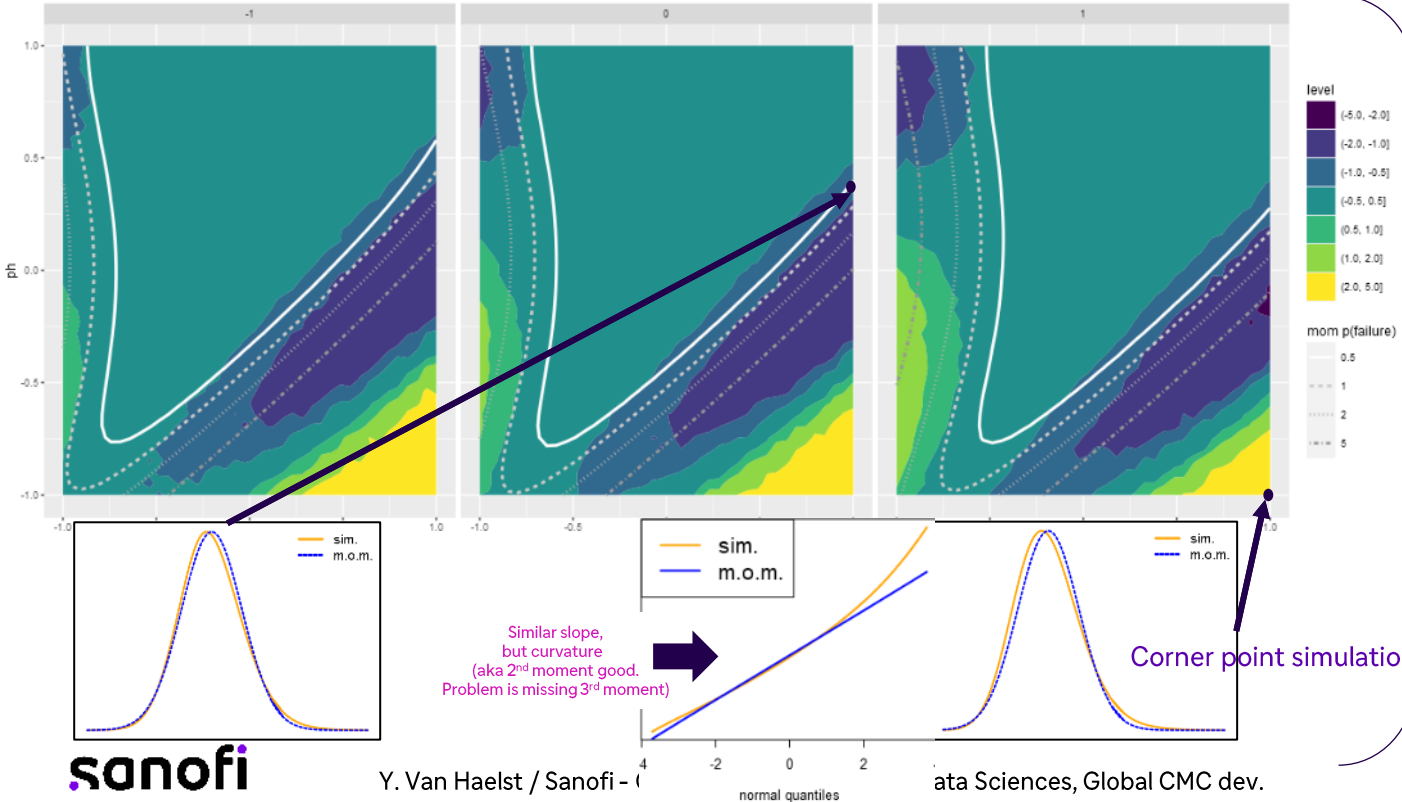 -1
0
1
1.0
0.5
0.0
-0.5
-1.0
ph
-1.0
1.0
-1.0
-0.5
1.0
level
(-5.0, -2.0]
(-2.0, -1.0]
(-1.0, -0.5]
(-0.5, 0.5]
(0.5, 1.0]
(1.0, 2.0]
(2.0, 5.0]
mom p(failure)
0.5
1
2
5
sim.
m.o.m.
Similar slope,
but curvature
(aka 2nd moment good.
Problem is missing 3rd moment)
sim.
m.o.m.
4
-2
0
2
normal quantiles
sim.
m.o.m.
Corner point simulatio
sanofi
Y. Van Haelst / Sanofi -
ata Sciences, Global CMC dev.